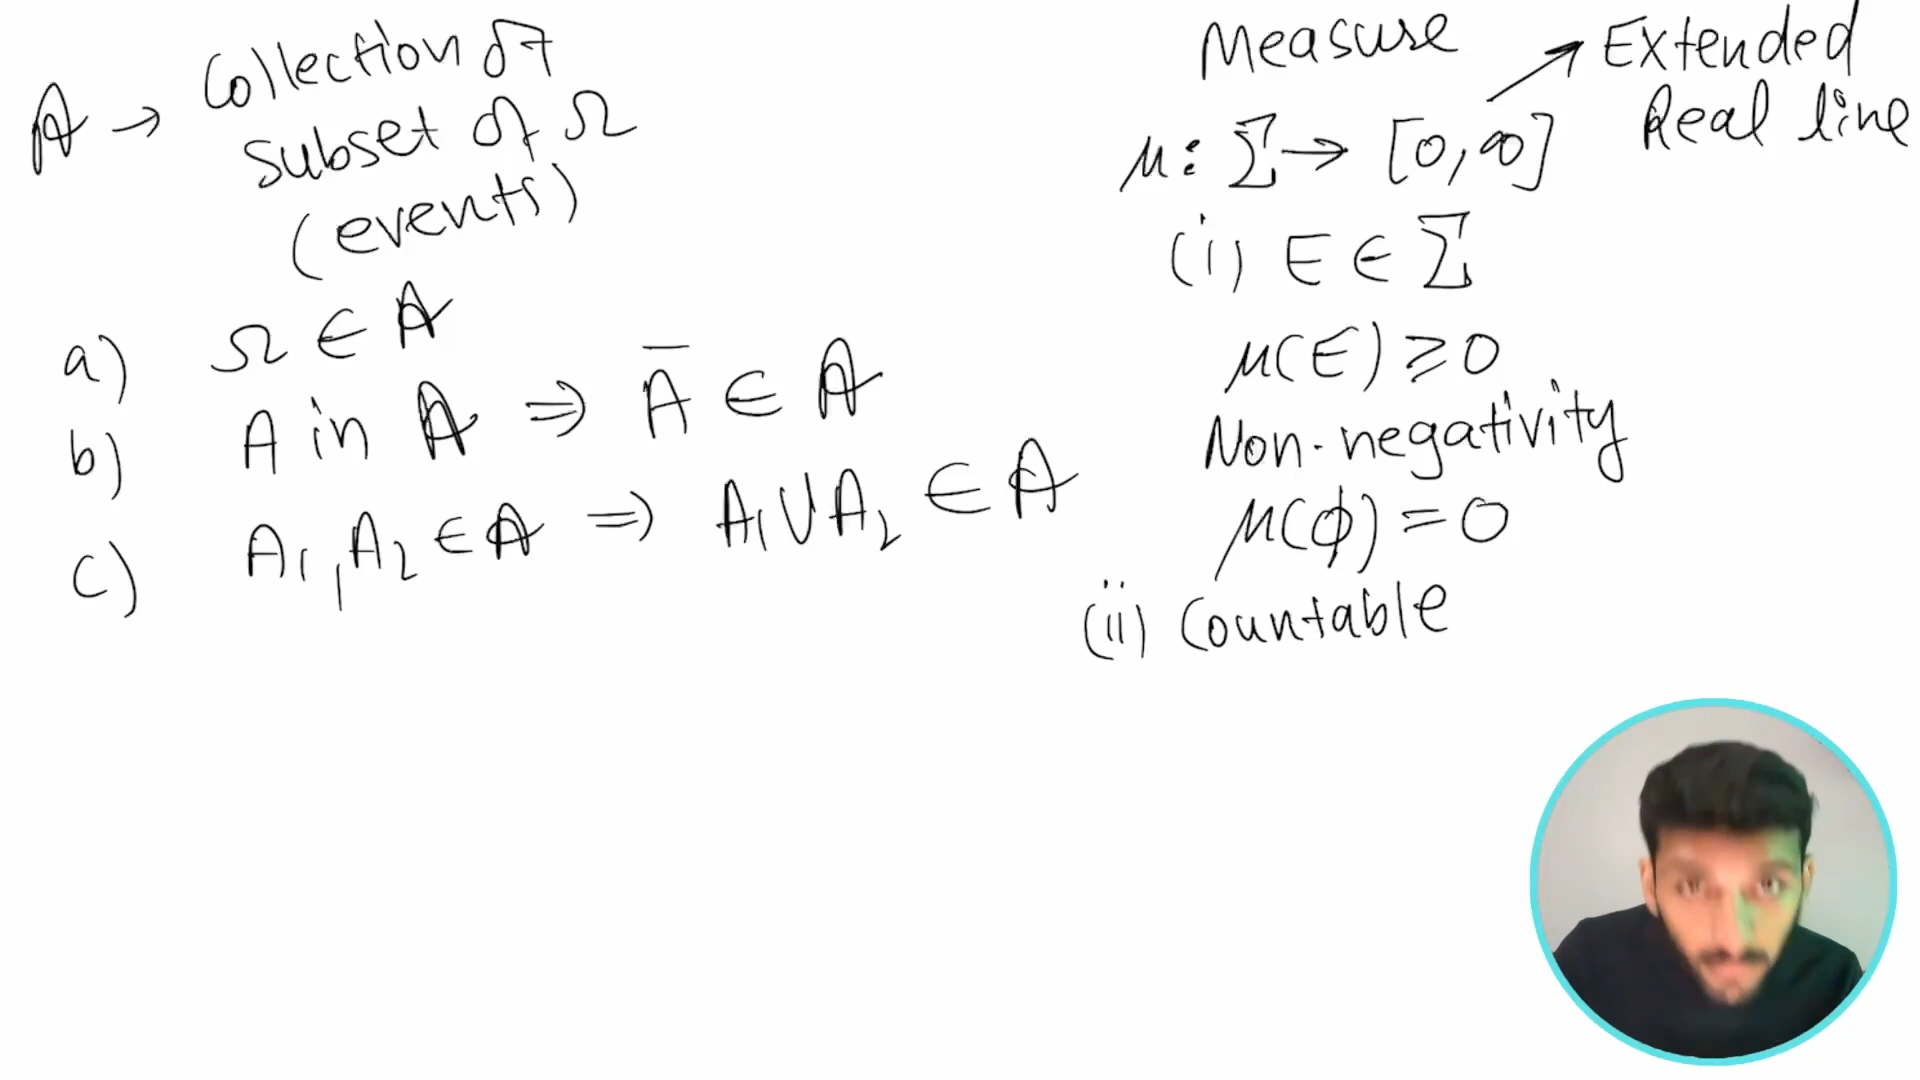 𝔸 → Collection of
subset of Ω
(events)
a) Ω ∈ 𝔸
b) A in 𝔸 ⇒ A̅ ∈ 𝔸
c) A₁, A₂ ∈ 𝔸 ⇒ A₁ ∪ A₂ ∈ 𝔸
Measure
μ: Σ → [0, ∞] → Extended
Real line
(i) E ∈ Σ
μ(E) ≥ 0
Non-negativity
μ(ϕ) = 0
(ii) Countable